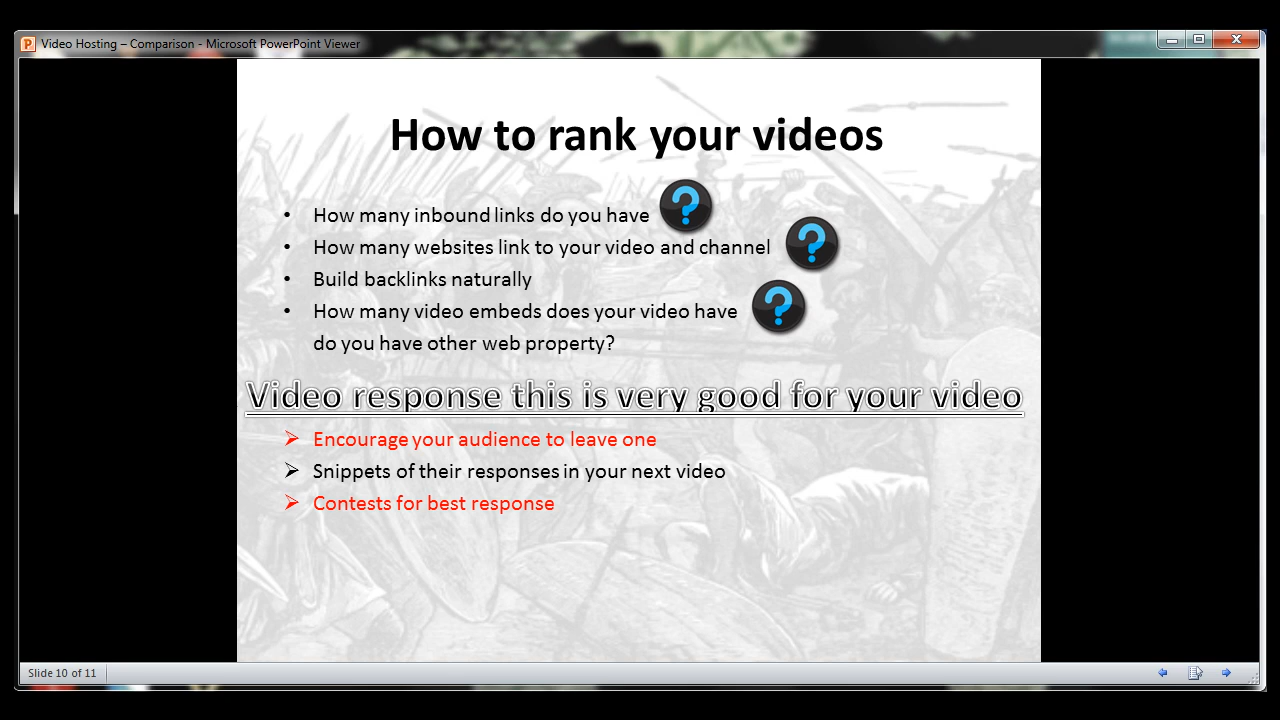 Video Hosting – Comparison - Microsoft PowerPoint Viewer
How to rank your videos
• How many inbound links do you have ?
• How many websites link to your video and channel ?
• Build backlinks naturally
• How many video embeds does your video have ?
do you have other web property?
Video response this is very good for your video
➢ Encourage your audience to leave one
➢ Snippets of their responses in your next video
➢ Contests for best response
Slide 10 of 11